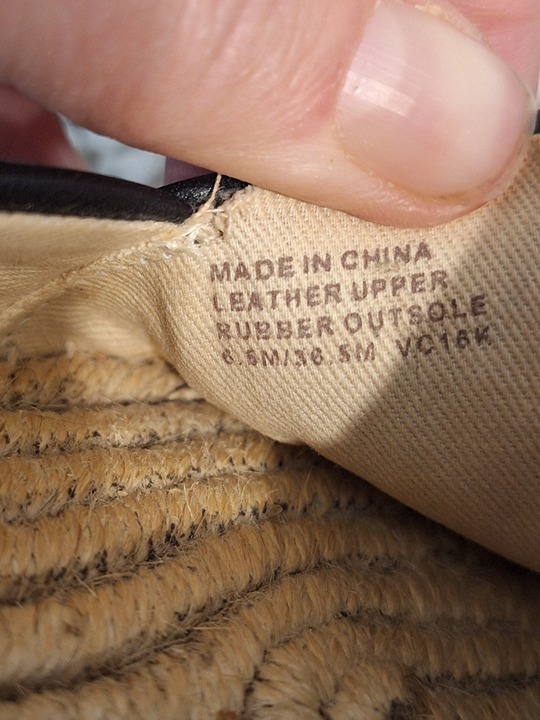 MADE IN CHINA
LEATHER UPPER
RUBBER OUTSOLE
6.5M/36.5M VC16K